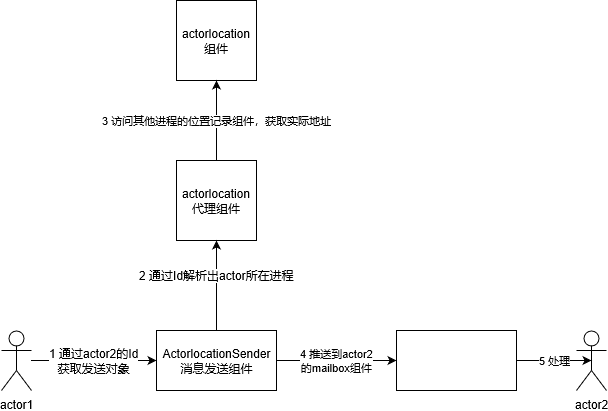 actorlocation
组件
3 访问其他进程的位置记录组件，获取实际地址
actorlocation
代理组件
2 通过Id解析出actor所在进程
1 通过actor2的Id
获取发送对象
ActorlocationSender
消息发送组件
4 推送到actor2
的mailbox组件
5 处理
actor1
actor2